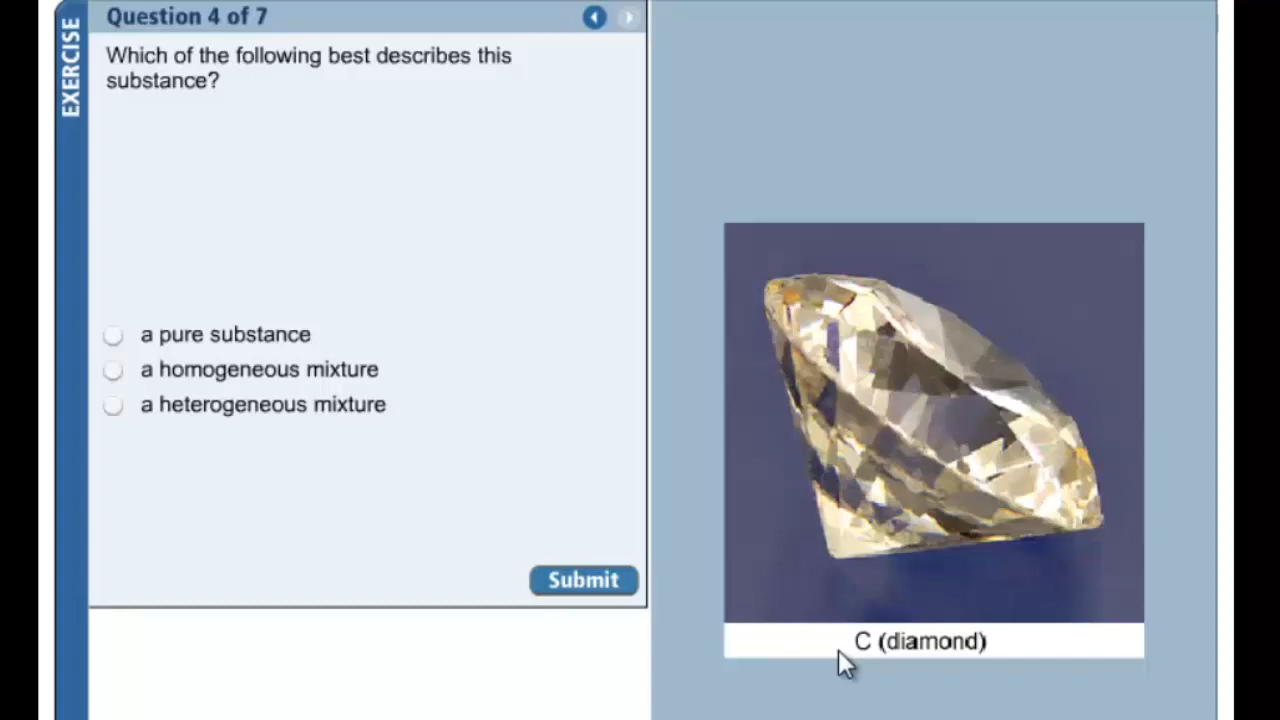 EXERCISE
Question 4 of 7
Which of the following best describes this
substance?
a pure substance
a homogeneous mixture
a heterogeneous mixture
Submit
C (diamond)